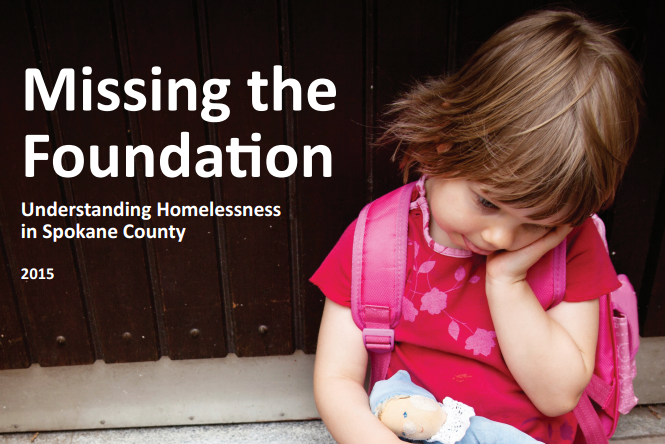 Missing the
Foundation
Understanding Homelessness
in Spokane County
2015